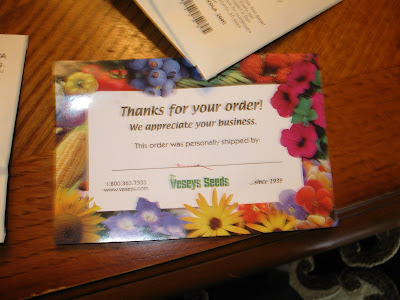 Thanks for your order!
We appreciate your business.
This order was personally shipped by:
1-800-363-7333
www.veseys.com
Veseys Seeds
...since 1939